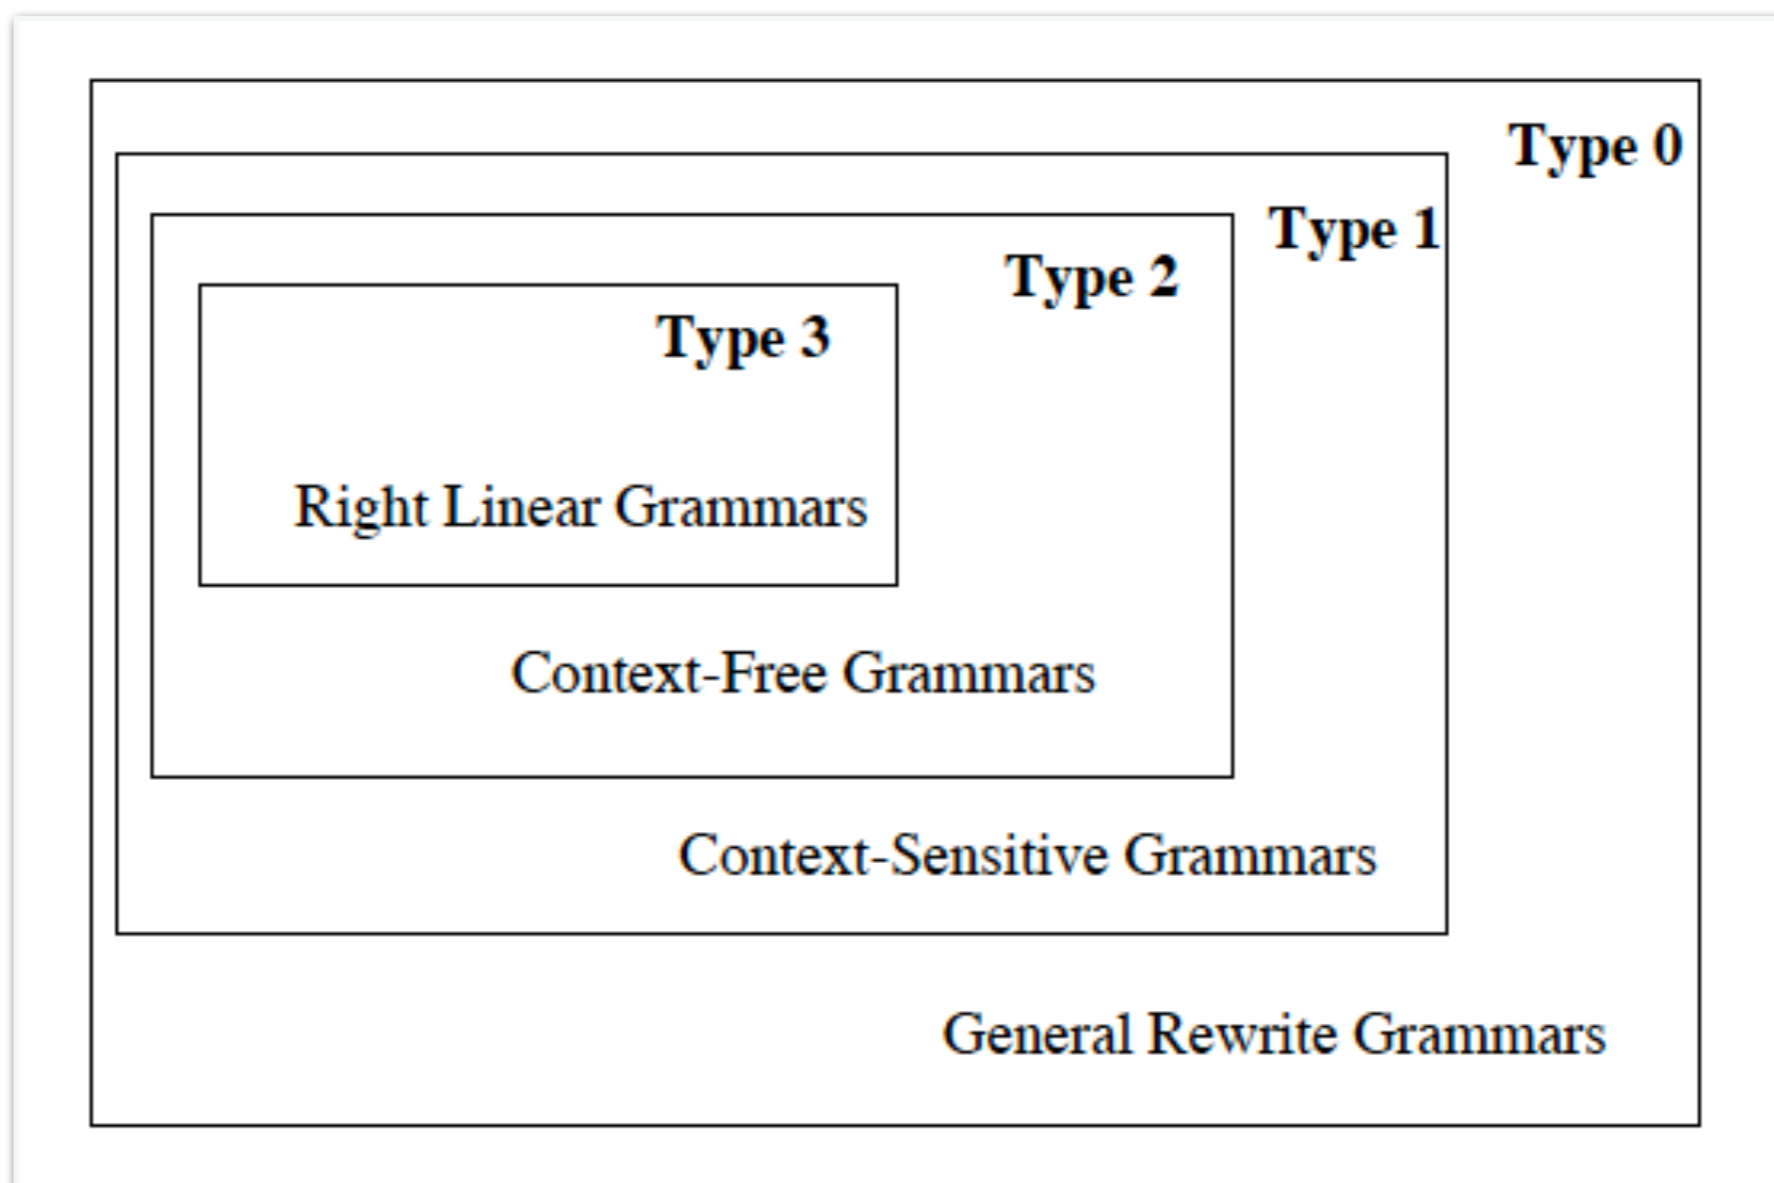 Type 0
Type 1
Type 2
Type 3
Right Linear Grammars
Context-Free Grammars
Context-Sensitive Grammars
General Rewrite Grammars